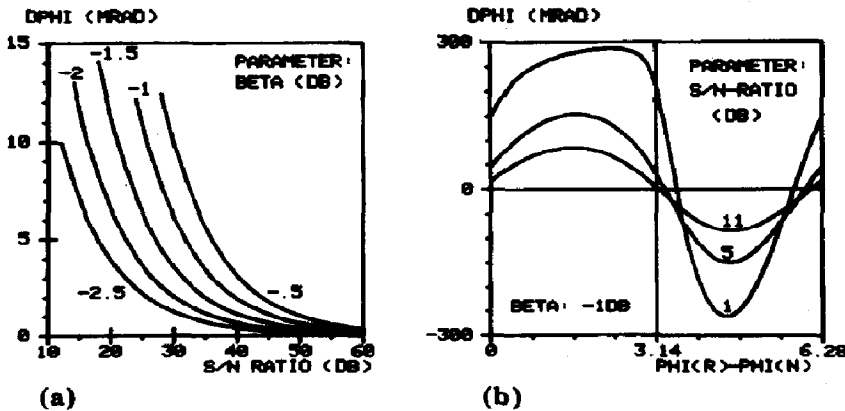 DPHI (MRAD)
15
10
5
0
-2
-1.5
-1
-2.5
-.5
PARAMETER:
BETA (DB)
10 20 30 40 50 60
S/N RATIO (DB)
(a)
DPHI (MRAD)
300
0
-300
PARAMETER:
S/N-RATIO
(DB)
11
5
1
BETA: -1DB
0 3.14 6.28
PHI(R)-PHI(N)
(b)